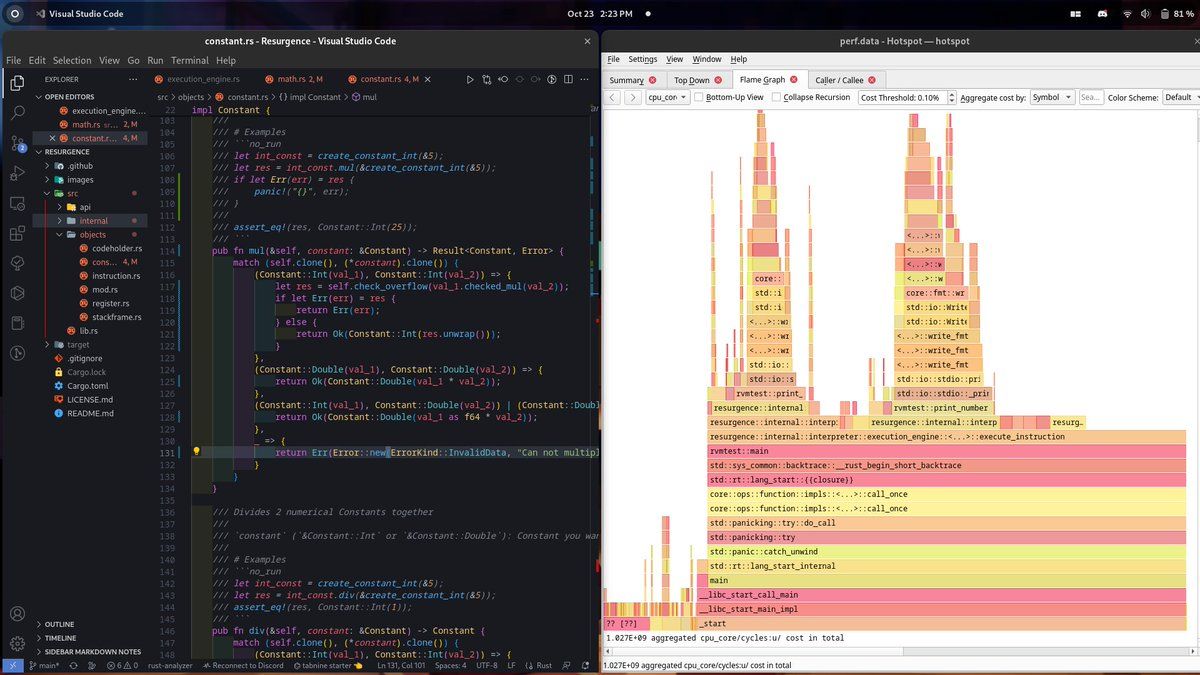 Visual Studio Code
Oct 23 2:23 PM
81 %
constant.rs - Resurgence - Visual Studio Code
File Edit Selection View Go Run Terminal Help
EXPLORER
OPEN EDITORS
execution_engine....
math.rs sr... 2, M
constant.r... 4, M
RESURGENCE
.github
images
src
api
internal
objects
codeholder.rs
cons... 4, M
instruction.rs
mod.rs
register.rs
stackframe.rs
lib.rs
target
.gitignore
Cargo.lock
Cargo.toml
LICENSE.md
README.md
OUTLINE
TIMELINE
SIDEBAR MARKDOWN NOTES
execution_engine.rs math.rs 2, M constant.rs 4, M
src > objects > constant.rs > {} impl Constant > mul
22 impl Constant {
103 ///
104 /// # Examples
105 /// ```no_run
106 /// let int_const = create_constant_int(&5);
107 /// let res = int_const.mul(&create_constant_int(&5));
108 /// if let Err(err) = res {
109 /// panic!("{}", err);
110 /// }
111 ///
112 /// assert_eq!(res, Constant::Int(25));
113 /// ```
114 pub fn mul(&self, constant: &Constant) -> Result<Constant, Error> {
115 match (self.clone(), (*constant).clone()) {
116 (Constant::Int(val_1), Constant::Int(val_2)) => {
117 let res = self.check_overflow(val_1.checked_mul(val_2));
118 if let Err(err) = res {
119 return Err(err);
120 } else {
121 return Ok(Constant::Int(res.unwrap()));
122 }
123 },
124 (Constant::Double(val_1), Constant::Double(val_2)) => {
125 return Ok(Constant::Double(val_1 * val_2));
126 },
127 (Constant::Int(val_1), Constant::Double(val_2)) | (Constant::Doub
128 return Ok(Constant::Double(val_1 as f64 * val_2));
129 },
130 _ => {
131 return Err(Error::new(ErrorKind::InvalidData, "Can not multipl
132 }
133 }
134 }
135
136 /// Divides 2 numerical Constants together
137 ///
138 /// `constant` (`&Constant::Int` or `&Constant::Double`): Constant you wan
139 ///
140 /// # Examples
141 /// ```no_run
142 /// let int_const = create_constant_int(&5);
143 /// let res = int_const.div(&create_constant_int(&5));
144 /// assert_eq!(res, Constant::Int(1));
145 /// ```
146 pub fn div(&self, constant: &Constant) -> Constant {
147 match (self.clone(), (*constant).clone()) {
148 (Constant::Int(val_1), Constant::Int(val_2)) => {
main* 6 0 rust-analyzer Reconnect to Discord tabnine starter Ln 131, Col 101 Spaces: 4 UTF-8 LF Rust
perf.data - Hotspot — hotspot
File Settings View Window Help
Summary Top Down Flame Graph Caller / Callee
cpu_cor Bottom-Up View Collapse Recursion Cost Threshold: 0.10% Aggregate cost by: Symbol Sea... Color Scheme: Default
<...>::w
<...>::w
<...>::w
core:: <...>::w
std::i core::fmt::wr
std::i std::io::Write
<...>::w std::io::Write
<...>::wr <...>::write_fmt
<...>::wr <...>::write_fmt
std::io:: <...>::write_fmt
std::io::s std::io::stdio::pri
rvmtest::print_ std::io::stdio::_prin
resurgence::internal rvmtest::print_number
resurgence::internal::interp: resurgence::internal::interp resurg…
resurgence::internal::interpreter::execution_engine::<...>::execute_instruction
rvmtest::main
std::sys_common::backtrace::__rust_begin_short_backtrace
std::rt::lang_start::{{closure}}
core::ops::function::impls::<...>::call_once
core::ops::function::impls::<...>::call_once
std::panicking::try::do_call
std::panicking::try
std::panic::catch_unwind
std::rt::lang_start_internal
main
__libc_start_call_main
__libc_start_main_impl
?? [??] _start
1.027E+09 aggregated cpu_core/cycles:u/ cost in total
1.027E+09 aggregated cpu_core/cycles:u/ cost in total